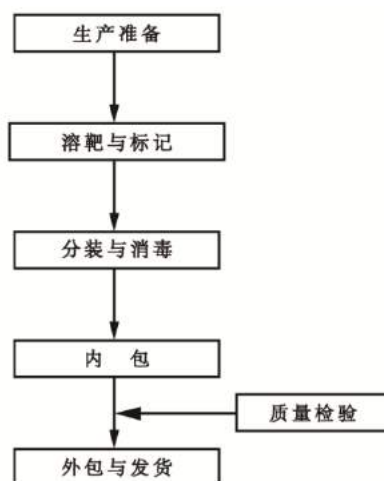 生产准备
溶靶与标记
分装与消毒
内 包
质量检验
外包与发货